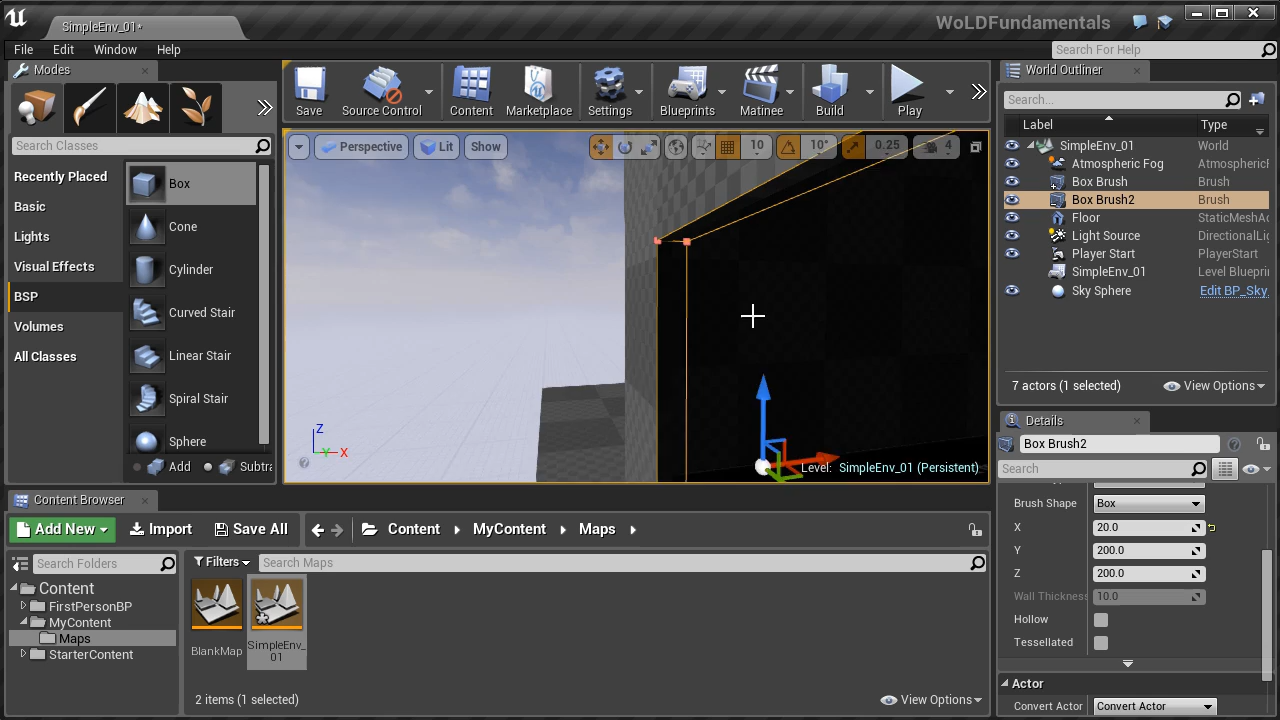 SimpleEnv_01*
WoLDFundamentals
File Edit Window Help
Search For Help
Modes
Search Classes
Recently Placed
Basic
Lights
Visual Effects
BSP
Volumes
All Classes
Box
Cone
Cylinder
Curved Stair
Linear Stair
Spiral Stair
Sphere
Add Subtra
Save Source Control Content Marketplace Settings Blueprints Matinee Build Play
Perspective Lit Show 10 10° 0.25 4
Z
Y X
Level: SimpleEnv_01 (Persistent)
World Outliner
Search...
Label Type
SimpleEnv_01 World
Atmospheric Fog AtmosphericF
Box Brush Brush
Box Brush2 Brush
Floor StaticMeshAc
Light Source DirectionalLig
Player Start PlayerStart
SimpleEnv_01 Level Blueprin
Sky Sphere Edit BP_Sky_
7 actors (1 selected) View Options
Details
Box Brush2
Search
Brush Shape Box
X 20.0
Y 200.0
Z 200.0
Wall Thickness 10.0
Hollow
Tessellated
Actor
Convert Actor Convert Actor
Content Browser
Add New Import Save All Content MyContent Maps
Search Folders
Content
FirstPersonBP
MyContent
Maps
StarterContent
Filters Search Maps
BlankMap
SimpleEnv_
01
2 items (1 selected) View Options